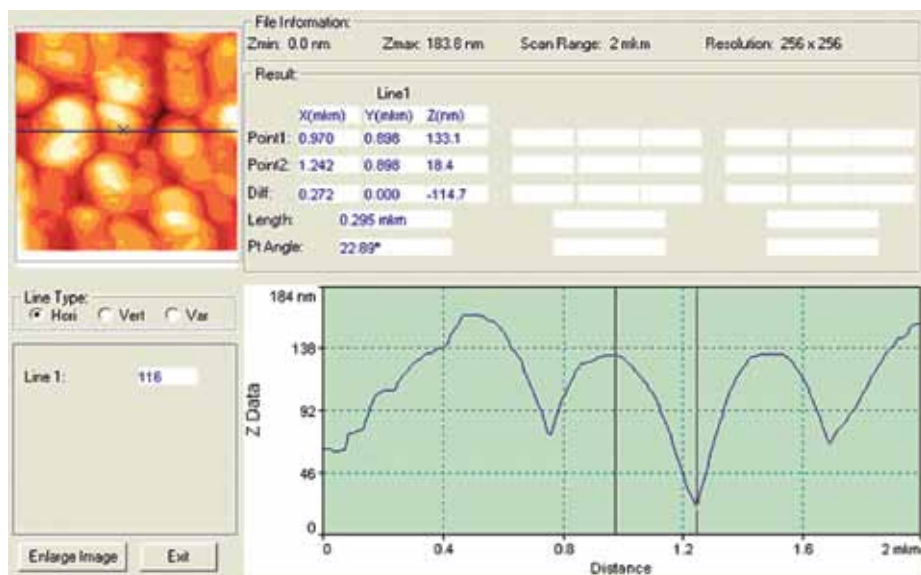 File Information:
Zmin: 0.0 nm Zmax: 183.8 nm Scan Range: 2 mkm Resolution: 256 x 256
Result:
Line1
X(mkm) Y(mkm) Z(nm)
Point1: 0.970 0.898 133.1
Point2: 1.242 0.898 18.4
Diff: 0.272 0.000 -114.7
Length: 0.295 mkm
Pt Angle: 22.89°
Line Type:
Hori Vert Var
Line 1: 116
Enlarge Image Exit
184 nm
138
92
46
0
Z Data
0 0.4 0.8 1.2 1.6 2 mkm
Distance